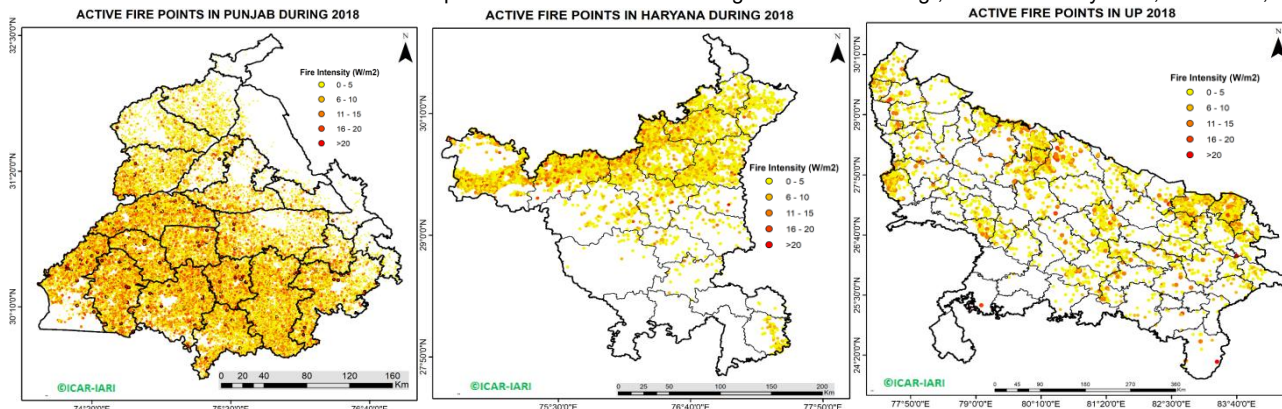 ACTIVE FIRE POINTS IN PUNJAB DURING 2018
32°30'0"N
31°20'0"N
30°10'0"N
Fire Intensity (W/m2)
0 - 5
6 - 10
11 - 15
16 - 20
>20
N
©ICAR-IARI
0 20 40 80 120 160
Km
74°30'0"E 75°30'0"E 76°40'0"E
ACTIVE FIRE POINTS IN HARYANA DURING 2018
30°10'0"N
29°0'0"N
27°50'0"N
N
Fire Intensity (W/m2)
0 - 5
6 - 10
11 - 15
16 - 20
>20
0 25 50 100 150 200
Km
75°30'0"E 76°40'0"E 77°50'0"E
ACTIVE FIRE POINTS IN UP 2018
30°10'0"N
29°0'0"N
27°50'0"N
26°40'0"N
25°30'0"N
24°20'0"N
N
Fire Intensity (W/m2)
0 - 5
6 - 10
11 - 15
16 - 20
>20
©ICAR-IARI
0 45 90 180 270 360
Km
77°50'0"E 79°0'0"E 80°10'0"E 81°20'0"E 82°30'0"E 83°40'0"E